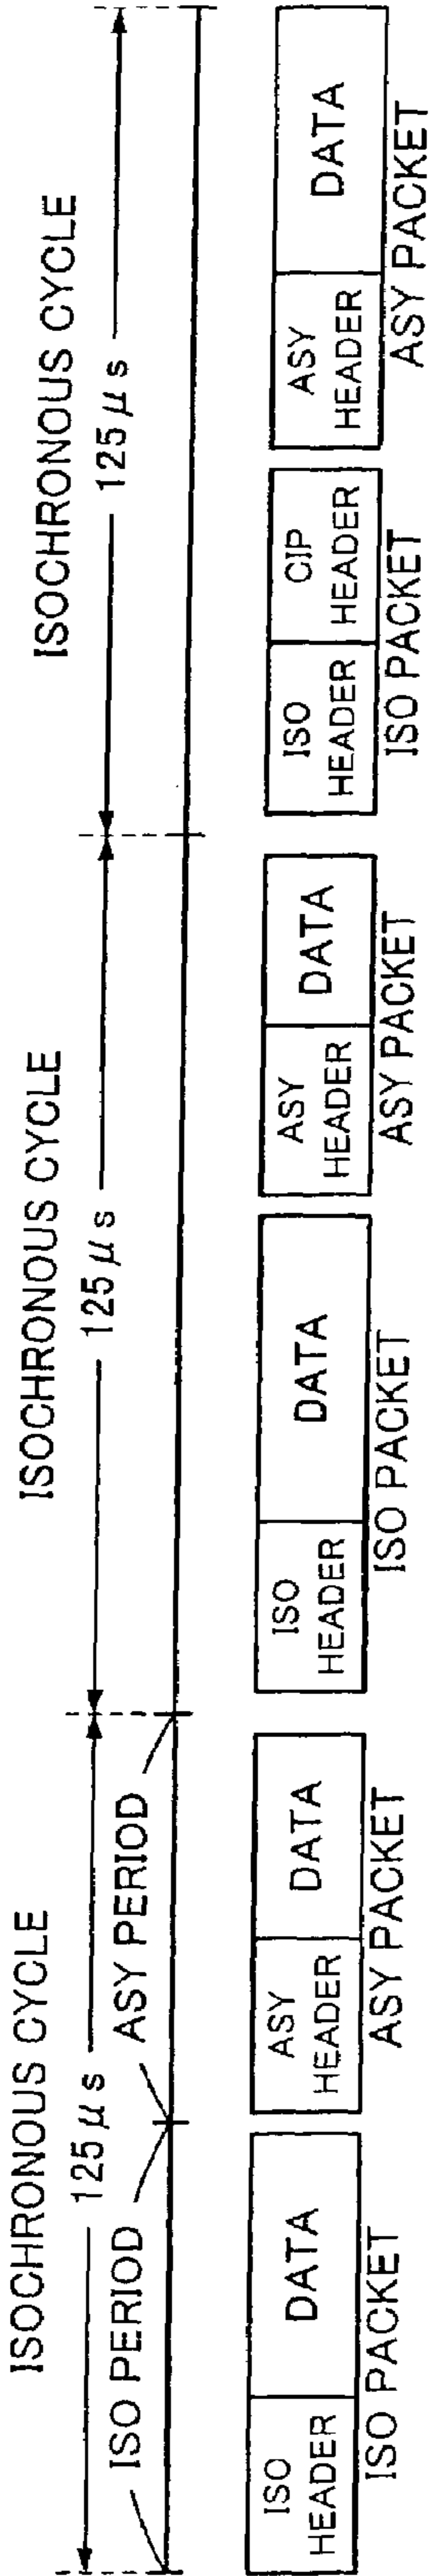 ISOCHRONOUS CYCLE
ISOCHRONOUS CYCLE
ISOCHRONOUS CYCLE
125μs
125μs
125μs
ISO PERIOD
ASY PERIOD
ISO
HEADER
DATA
ISO PACKET
ASY
HEADER
DATA
ASY PACKET
ISO
HEADER
DATA
ISO PACKET
ASY
HEADER
DATA
ASY PACKET
ISO
HEADER
CIP
HEADER
ISO PACKET
ASY
HEADER
DATA
ASY PACKET